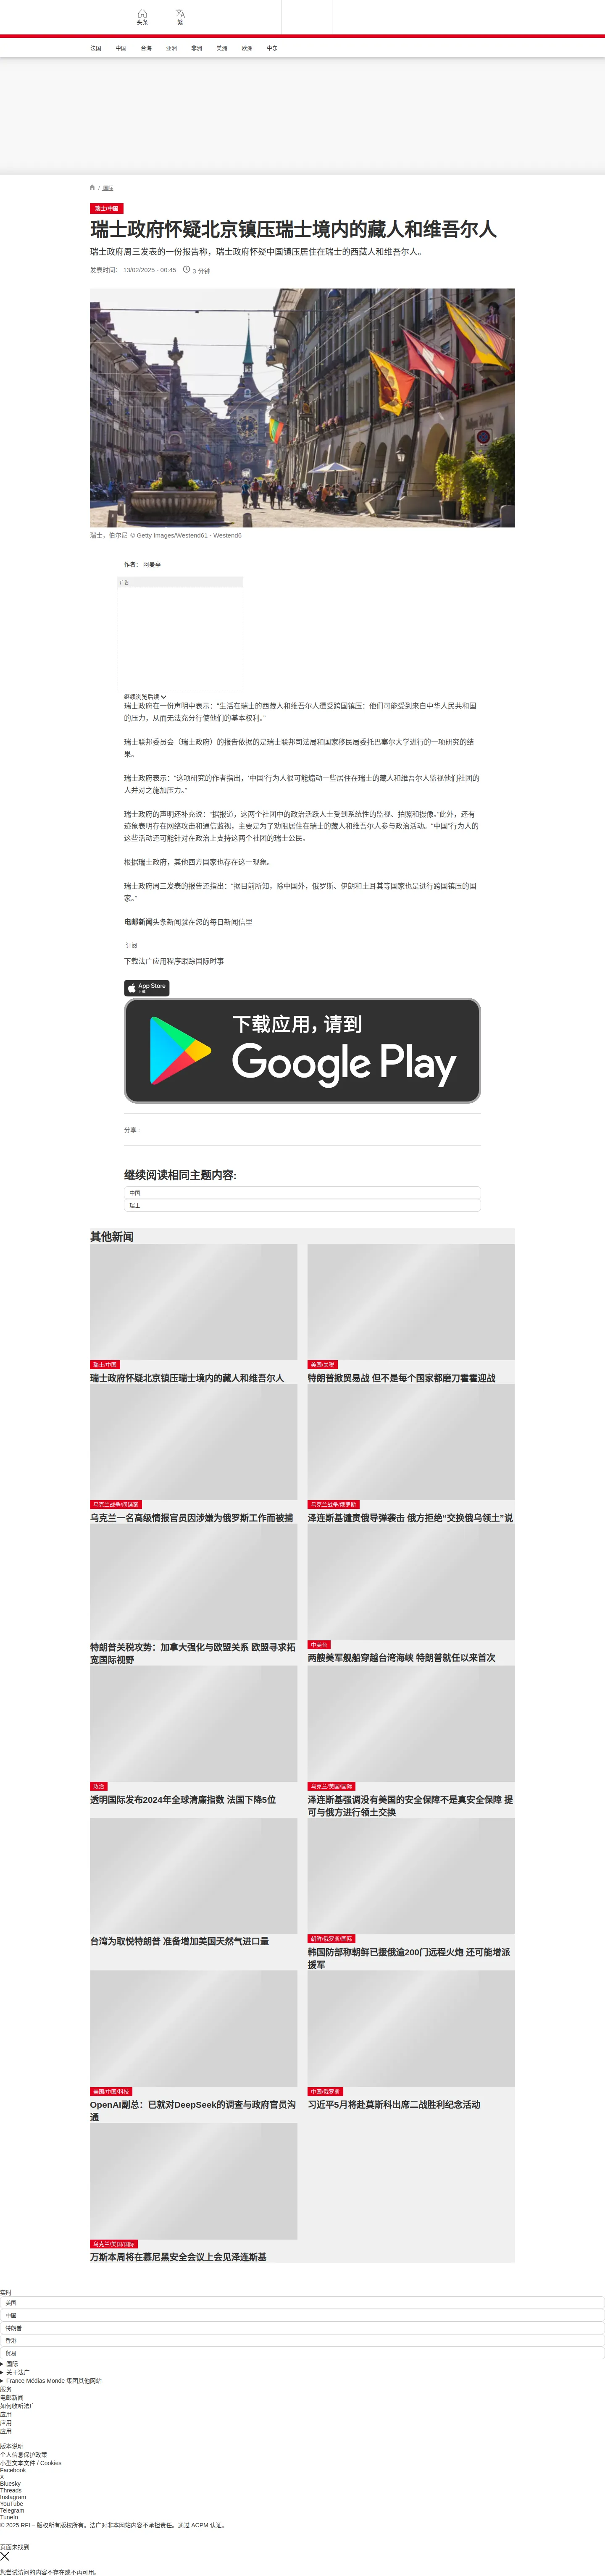 头条
繁
法国
中国
台海
亚洲
非洲
美洲
欧洲
中东
/ 国际
瑞士/中国
瑞士政府怀疑北京镇压瑞士境内的藏人和维吾尔人
瑞士政府周三发表的一份报告称，瑞士政府怀疑中国镇压居住在瑞士的西藏人和维吾尔人。
发表时间： 13/02/2025 - 00:45
3 分钟
瑞士，伯尔尼 © Getty Images/Westend61 - Westend6
作者： 阿曼亭
广告
继续浏览后续
瑞士政府在一份声明中表示：“生活在瑞士的西藏人和维吾尔人遭受跨国镇压：他们可能受到来自中华人民共和国
的压力，从而无法充分行使他们的基本权利。”
瑞士联邦委员会（瑞士政府）的报告依据的是瑞士联邦司法局和国家移民局委托巴塞尔大学进行的一项研究的结
果。
瑞士政府表示：“这项研究的作者指出，‘中国’行为人很可能煽动一些居住在瑞士的藏人和维吾尔人监视他们社团的
人并对之施加压力。”
瑞士政府的声明还补充说：“据报道，这两个社团中的政治活跃人士受到系统性的监视、拍照和摄像。”此外，还有
迹象表明存在网络攻击和通信监视，主要是为了劝阻居住在瑞士的藏人和维吾尔人参与政治活动。“中国”行为人的
这些活动还可能针对在政治上支持这两个社团的瑞士公民。
根据瑞士政府，其他西方国家也存在这一现象。
瑞士政府周三发表的报告还指出：“据目前所知，除中国外，俄罗斯、伊朗和土耳其等国家也是进行跨国镇压的国
家。”
电邮新闻头条新闻就在您的每日新闻信里
订阅
下载法广应用程序跟踪国际时事
App Store
下载
下载应用，请到
Google Play
分享 :
继续阅读相同主题内容:
中国
瑞士
其他新闻
瑞士/中国
瑞士政府怀疑北京镇压瑞士境内的藏人和维吾尔人
美国/关税
特朗普掀贸易战 但不是每个国家都磨刀霍霍迎战
乌克兰战争/间谍案
乌克兰一名高级情报官员因涉嫌为俄罗斯工作而被捕
乌克兰战争/俄罗斯
泽连斯基谴责俄导弹袭击 俄方拒绝“交换俄乌领土”说
特朗普关税攻势：加拿大强化与欧盟关系 欧盟寻求拓
宽国际视野
中美台
两艘美军舰船穿越台湾海峡 特朗普就任以来首次
政治
透明国际发布2024年全球清廉指数 法国下降5位
乌克兰/美国/国际
泽连斯基强调没有美国的安全保障不是真安全保障 提
可与俄方进行领土交换
台湾为取悦特朗普 准备增加美国天然气进口量
朝鲜/俄罗斯/国际
韩国防部称朝鲜已援俄逾200门远程火炮 还可能增派
援军
美国/中国/科技
OpenAI副总：已就对DeepSeek的调查与政府官员沟
通
中国/俄罗斯
习近平5月将赴莫斯科出席二战胜利纪念活动
乌克兰/美国/国际
万斯本周将在慕尼黑安全会议上会见泽连斯基
实时
美国
中国
特朗普
香港
贸易
国际
关于法广
France Médias Monde 集团其他网站
服务
电邮新闻
如何收听法广
应用
应用
应用
版本说明
个人信息保护政策
小型文本文件 / Cookies
Facebook
X
Bluesky
Threads
Instagram
YouTube
Telegram
TuneIn
© 2025 RFI – 版权所有版权所有。法广对非本网站内容不承担责任。通过 ACPM 认证。
页面未找到
您尝试访问的内容不存在或不再可用。